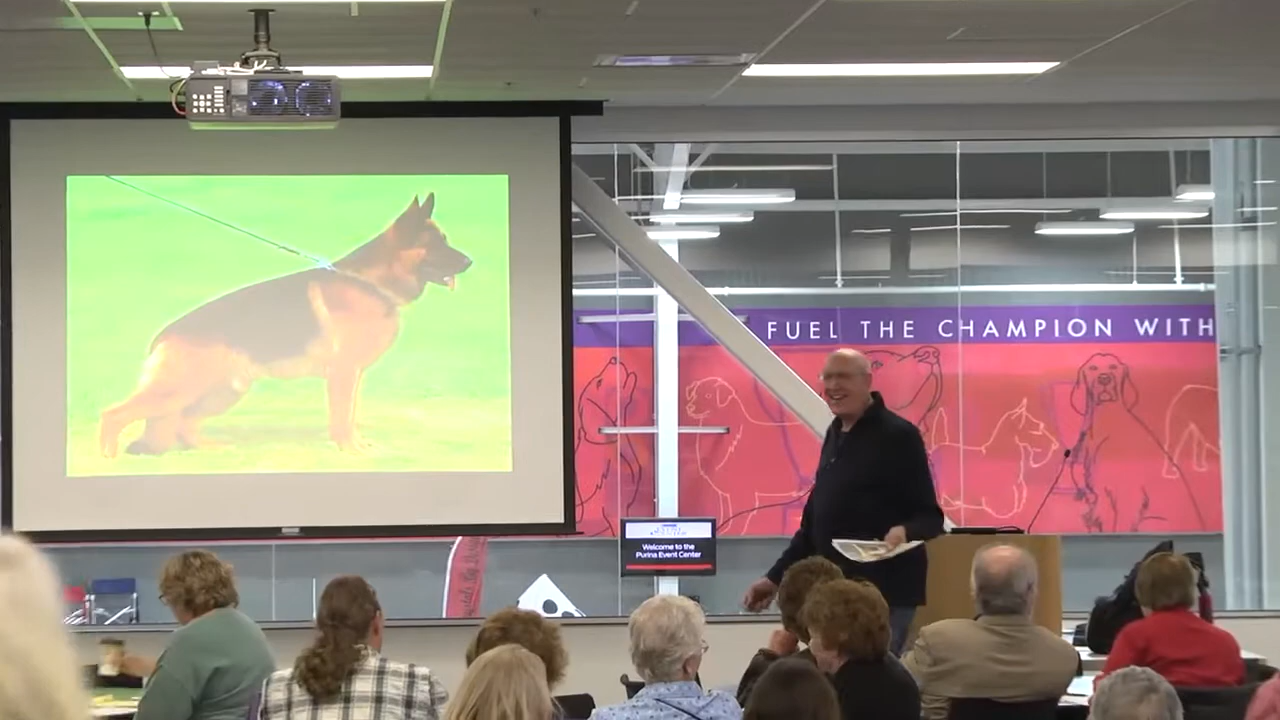 FUEL THE CHAMPION WITH
Welcome to the
Purina Event Center